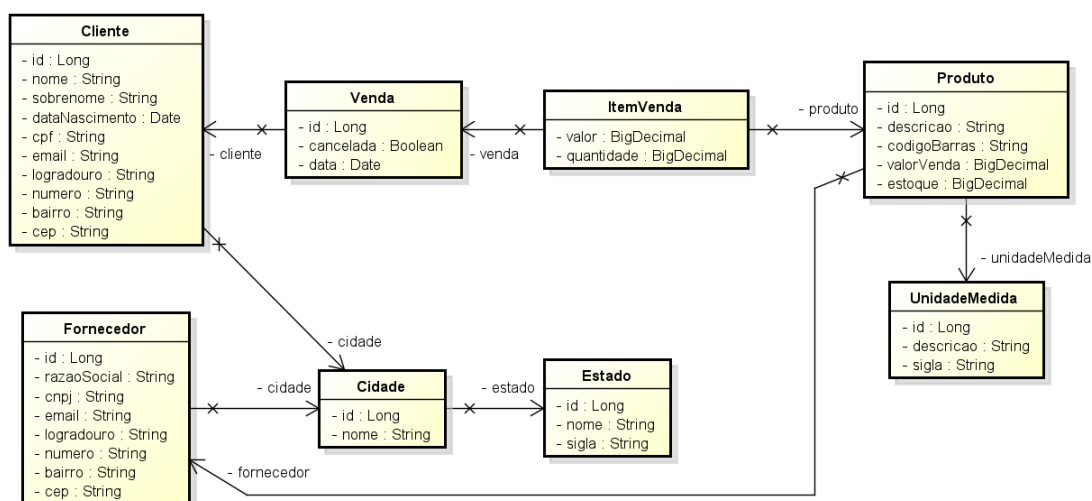 Cliente
- id : Long
- nome : String
- sobrenome : String
- dataNascimento : Date
- cpf : String
- email : String
- logradouro : String
- numero : String
- bairro : String
- cep : String
- cliente
Venda
- id : Long
- cancelada : Boolean
- data : Date
- venda
ItemVenda
- valor : BigDecimal
- quantidade : BigDecimal
- produto
Produto
- id : Long
- descricao : String
- codigoBarras : String
- valorVenda : BigDecimal
- estoque : BigDecimal
- unidadeMedida
UnidadeMedida
- id : Long
- descricao : String
- sigla : String
Fornecedor
- id : Long
- razaoSocial : String
- cnpj : String
- email : String
- logradouro : String
- numero : String
- bairro : String
- cep : String
- cidade
- cidade
Cidade
- id : Long
- nome : String
- estado
Estado
- id : Long
- nome : String
- sigla : String
- fornecedor